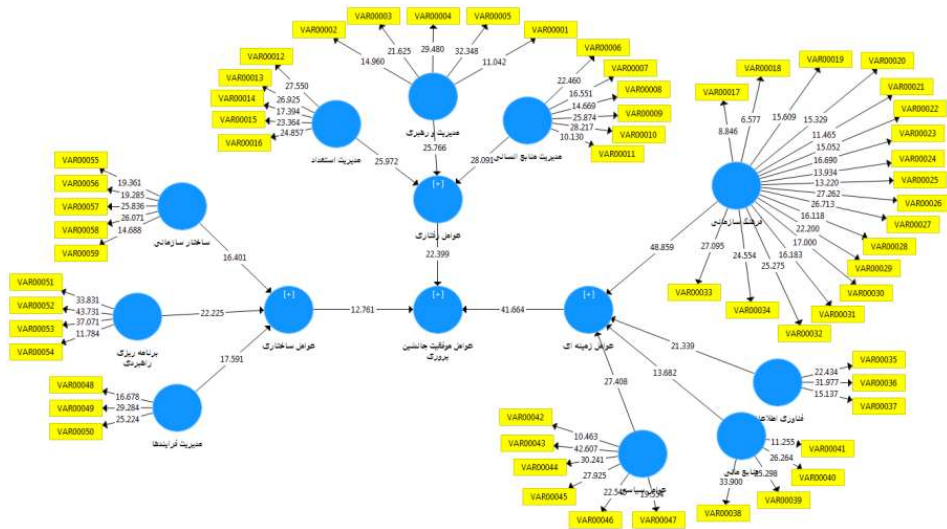 VAR00004
VAR00003
VAR00005
VAR00002
VAR00001
21.625
29.480
32.348
14.960
11.042
VAR00012
VAR00013
VAR00014
VAR00015
VAR00016
27.550
26.925
17.394
23.364
24.857
مدیریت استعداد
مدیریت و رهبری
VAR00006
VAR00007
VAR00008
VAR00009
VAR00010
VAR00011
22.460
16.551
14.669
25.874
28.217
10.130
مدیریت منابع انسانی
25.972
25.766
28.091
[+]
عوامل رفتاری
22.399
VAR00017
VAR00018
VAR00019
VAR00020
VAR00021
VAR00022
VAR00023
VAR00024
VAR00025
VAR00026
VAR00027
VAR00028
VAR00029
VAR00030
VAR00031
VAR00032
VAR00034
VAR00033
8.846
6.577
15.609
15.329
11.465
15.052
16.690
13.934
13.220
27.262
26.713
16.118
22.200
17.000
16.183
25.275
24.554
27.095
فرهنگ سازمانی
48.859
VAR00055
VAR00056
VAR00057
VAR00058
VAR00059
19.361
19.285
25.836
26.071
14.688
ساختار سازمانی
16.401
VAR00051
VAR00052
VAR00053
VAR00054
33.831
43.731
37.071
11.784
برنامه ریزی
راهبردی
22.225
VAR00048
VAR00049
VAR00050
16.678
29.284
25.224
مدیریت فرایندها
17.591
[+]
عوامل ساختاری
12.761
[+]
عوامل موفقیت جانشین
پروری
41.664
[+]
عوامل زمینه ای
21.339
13.682
27.408
VAR00035
VAR00036
VAR00037
22.434
31.977
15.137
VAR00041
VAR00040
VAR00039
VAR00038
11.255
26.264
33.900
VAR00042
VAR00043
VAR00044
VAR00045
VAR00046
VAR00047
10.463
42.607
30.241
27.925